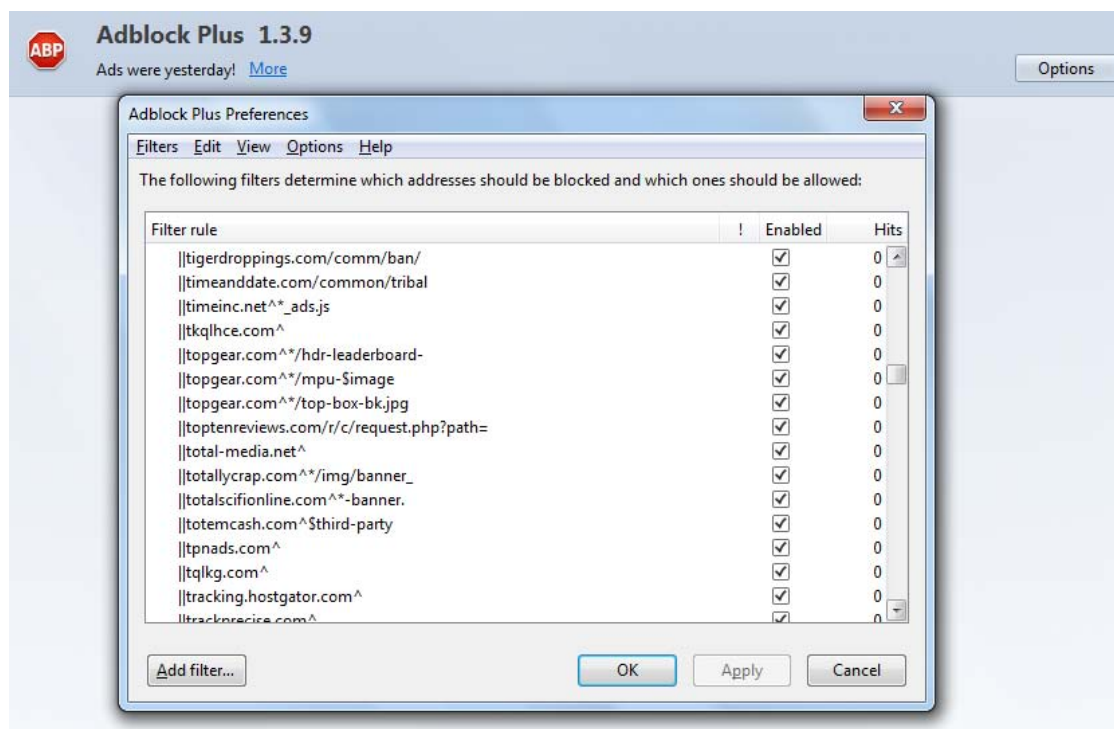 ABP
Adblock Plus 1.3.9
Ads were yesterday! More
Options
Adblock Plus Preferences
Filters Edit View Options Help
The following filters determine which addresses should be blocked and which ones should be allowed:
Filter rule ! Enabled Hits
||tigerdroppings.com/comm/ban/ 0
||timeanddate.com/common/tribal 0
||timeinc.net^*_ads.js 0
||tkqlhce.com^ 0
||topgear.com^*/hdr-leaderboard- 0
||topgear.com^*/mpu-$image 0
||topgear.com^*/top-box-bk.jpg 0
||toptenreviews.com/r/c/request.php?path= 0
||total-media.net^ 0
||totallycrap.com^*/img/banner_ 0
||totalscifionline.com^*-banner. 0
||totemcash.com^$third-party 0
||tpnads.com^ 0
||tqlkg.com^ 0
||tracking.hostgator.com^ 0
||trackprecise.com^ 0
Add filter... OK Apply Cancel